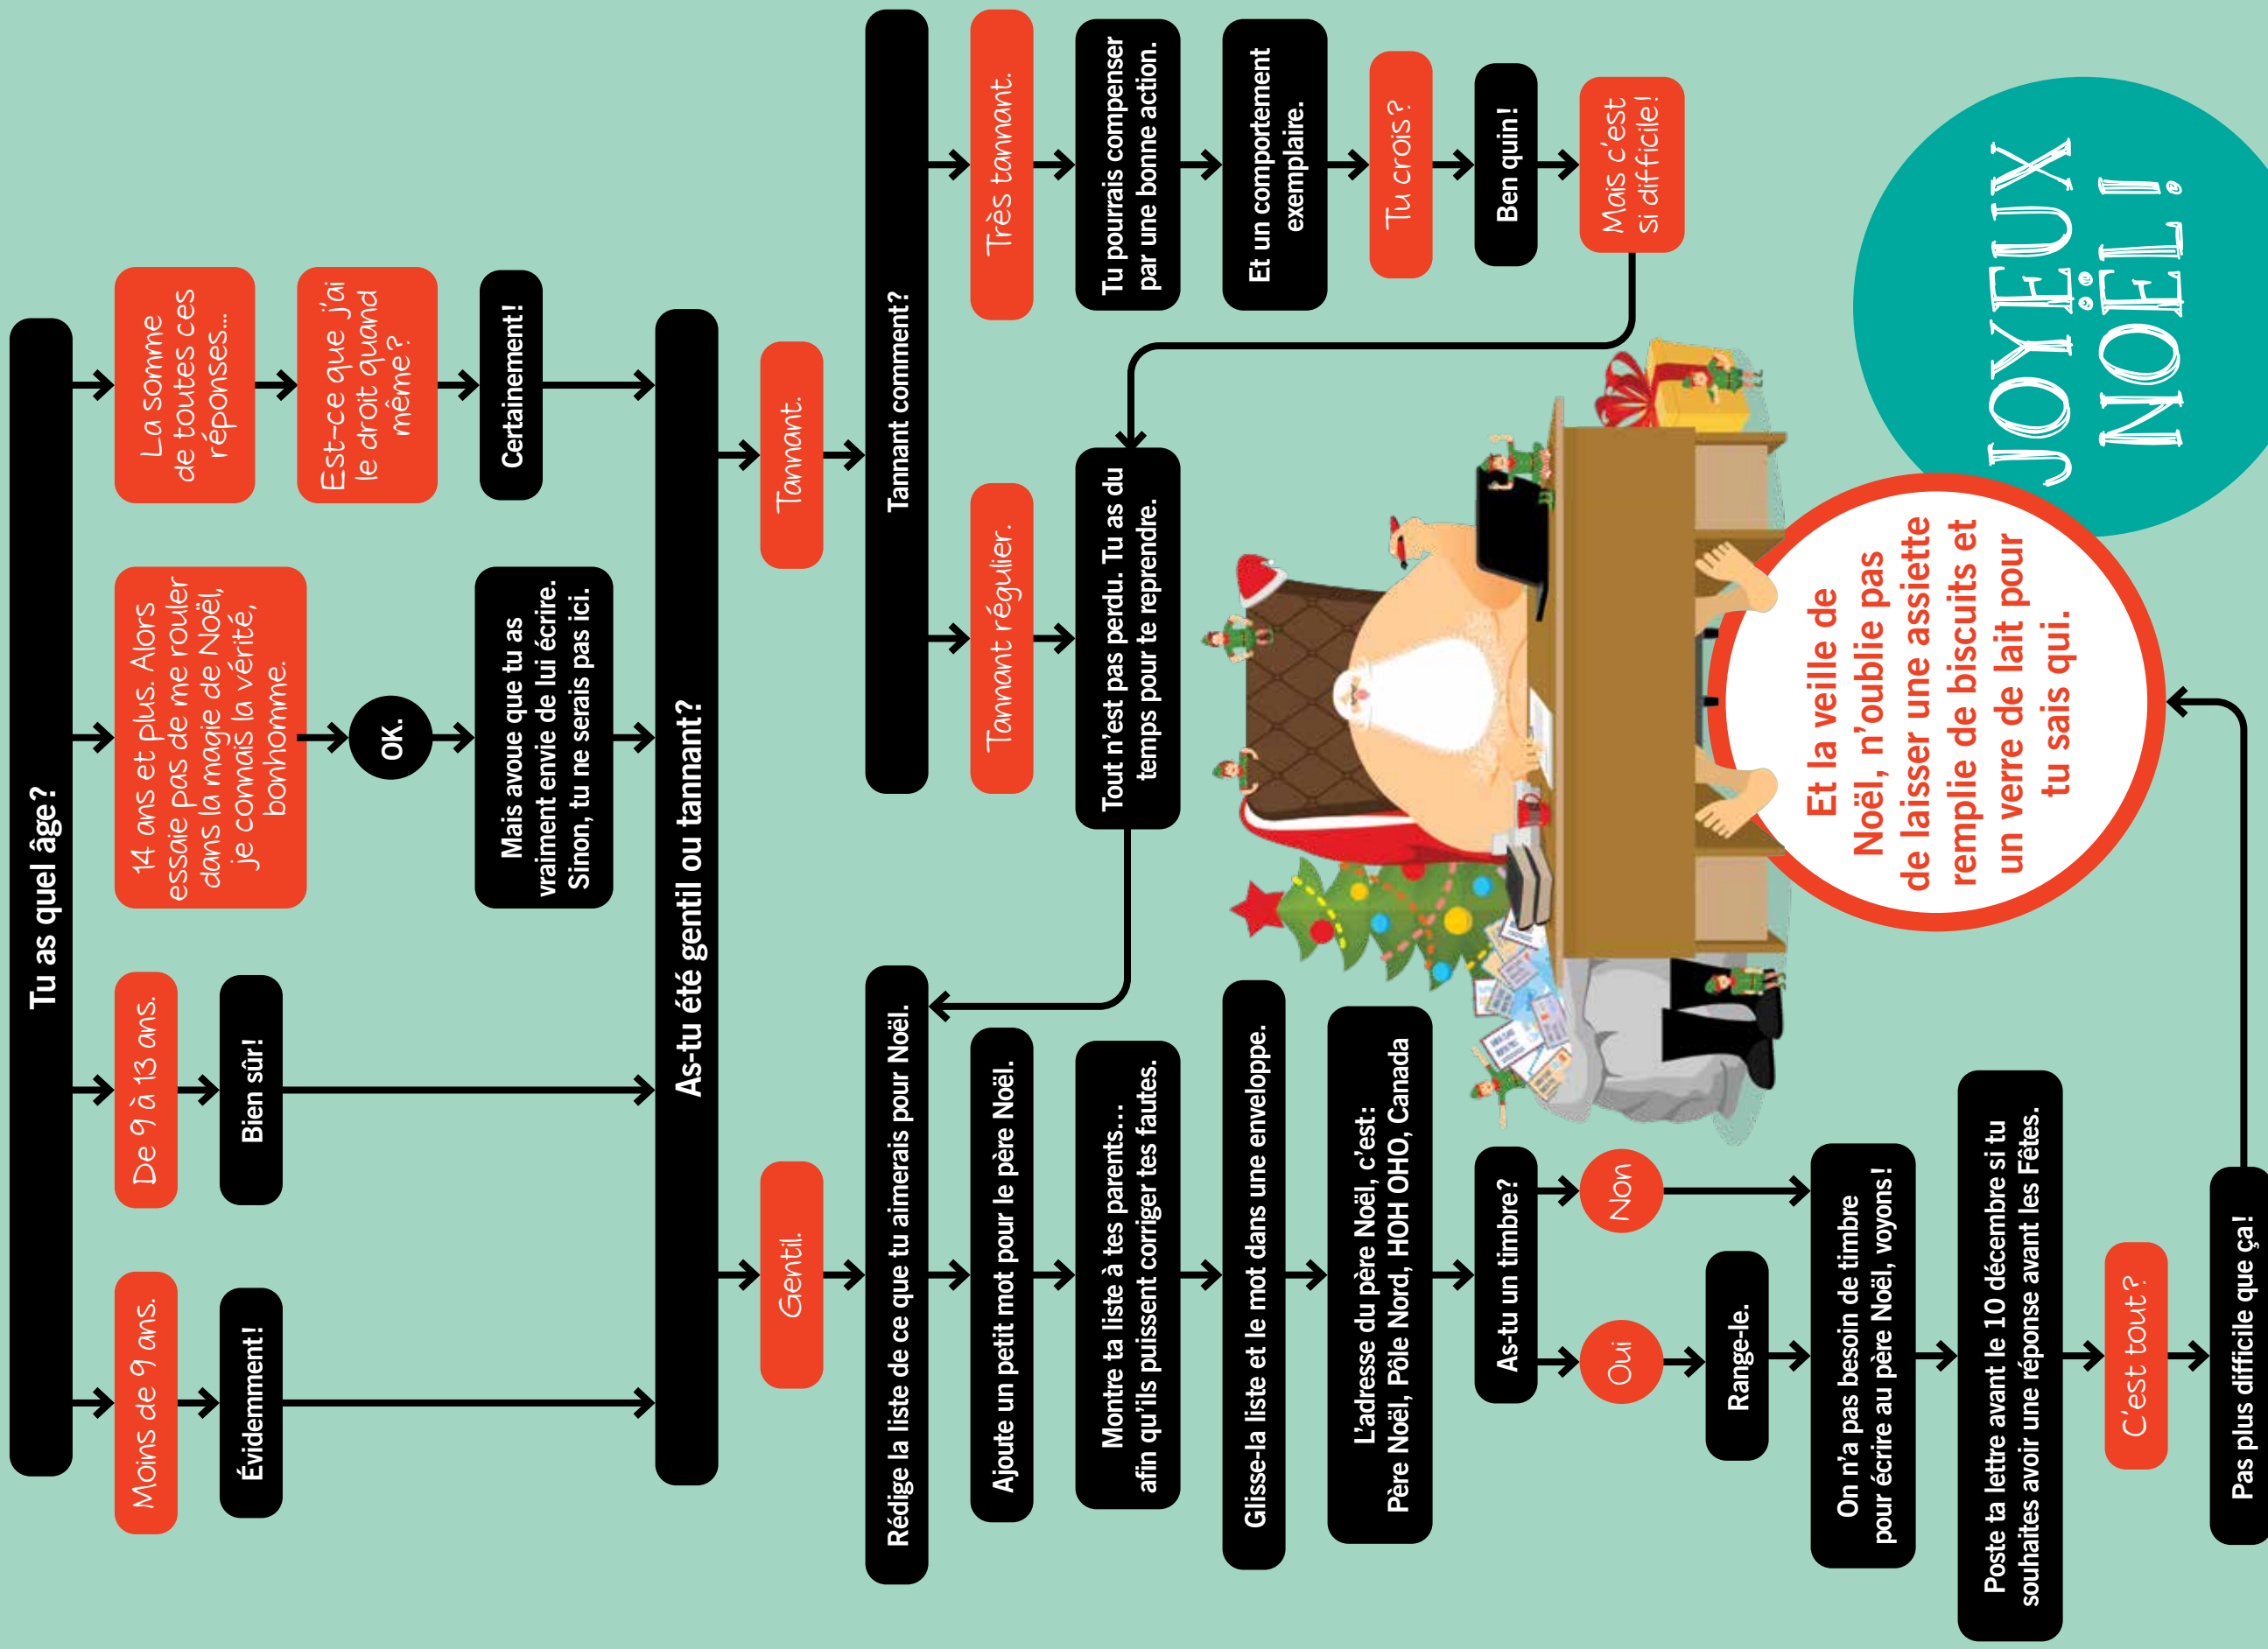 Tu as quel âge?
Moins de 9 ans.
Évidemment!
De 9 à 13 ans.
Bien sûr!
14 ans et plus. Alors
essaie pas de me rouler
dans la magie de Noël,
je connais la vérité,
bonhomme.
OK.
Mais avoue que tu as
vraiment envie de lui écrire.
Sinon, tu ne serais pas ici.
La somme
de toutes ces
réponses...
Est-ce que j'ai
le droit quand
même?
Certainement!
As-tu été gentil ou tannant?
Gentil.
Rédige la liste de ce que tu aimerais pour Noël.
Ajoute un petit mot pour le père Noël.
Montre ta liste à tes parents...
afin qu'ils puissent corriger tes fautes.
Glisse-la liste et le mot dans une enveloppe.
L'adresse du père Noël, c'est:
Père Noël, Pôle Nord, HOH OHO, Canada
As-tu un timbre?
Oui
Non
Range-le.
On n'a pas besoin de timbre
pour écrire au père Noël, voyons!
Poste ta lettre avant le 10 décembre si tu
souhaites avoir une réponse avant les Fêtes.
C'est tout?
Pas plus difficile que ça!
Tannant.
Tannant comment?
Tannant régulier.
Tout n'est pas perdu. Tu as du
temps pour te reprendre.
Très tannant.
Tu pourrais compenser
par une bonne action.
Et un comportement
exemplaire.
Tu crois?
Ben quin!
Mais c'est
si difficile!
Et la veille de
Noël, n'oublie pas
de laisser une assiette
remplie de biscuits et
un verre de lait pour
tu sais qui.
JOYEUX
NOËL!